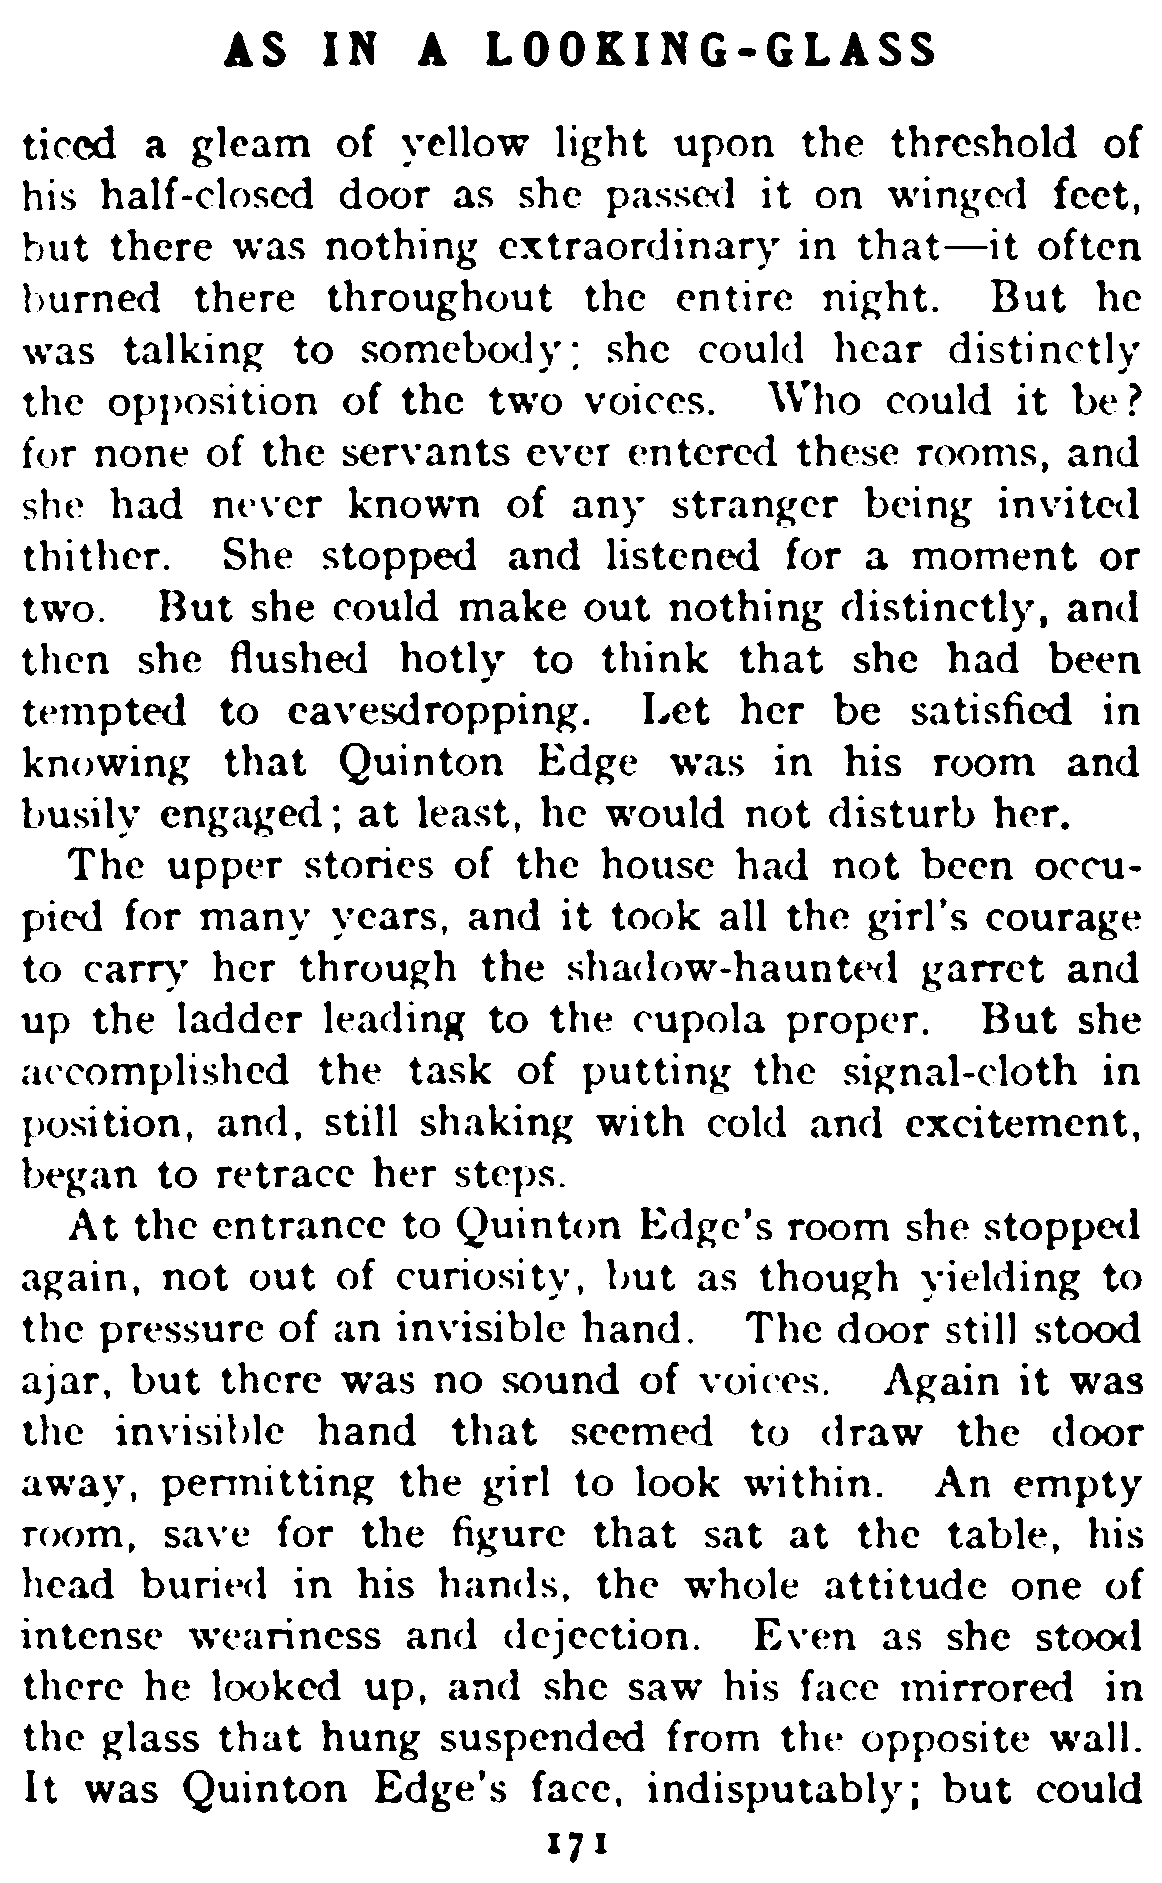 AS IN A LOOKING-GLASS
ticed a gleam of yellow light upon the threshold of
his half-closed door as she passed it on winged feet,
but there was nothing extraordinary in that—it often
burned there throughout the entire night. But he
was talking to somebody; she could hear distinctly
the opposition of the two voices. Who could it be?
for none of the servants ever entered these rooms, and
she had never known of any stranger being invited
thither. She stopped and listened for a moment or
two. But she could make out nothing distinctly, and
then she flushed hotly to think that she had been
tempted to eavesdropping. Let her be satisfied in
knowing that Quinton Edge was in his room and
busily engaged; at least, he would not disturb her.
The upper stories of the house had not been occu-
pied for many years, and it took all the girl's courage
to carry her through the shadow-haunted garret and
up the ladder leading to the cupola proper. But she
accomplished the task of putting the signal-cloth in
position, and, still shaking with cold and excitement,
began to retrace her steps.
At the entrance to Quinton Edge's room she stopped
again, not out of curiosity, but as though yielding to
the pressure of an invisible hand. The door still stood
ajar, but there was no sound of voices. Again it was
the invisible hand that seemed to draw the door
away, permitting the girl to look within. An empty
room, save for the figure that sat at the table, his
head buried in his hands, the whole attitude one of
intense weariness and dejection. Even as she stood
there he looked up, and she saw his face mirrored in
the glass that hung suspended from the opposite wall.
It was Quinton Edge's face, indisputably; but could
171